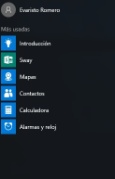 Evaristo Romero
Más usadas
Introducción
Sway
Mapas
Contactos
Calculadora
Alarmas y reloj